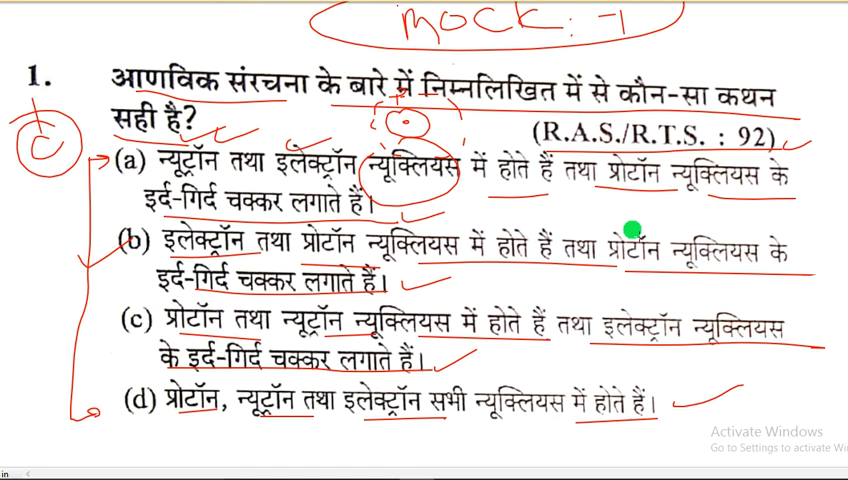 mock: -1
1. आणविक संरचना के बारे में निम्नलिखित में से कौन-सा कथन
सही है?
(R.A.S./R.T.S. : 92)
C
(a) न्यूट्रॉन तथा इलेक्ट्रॉन न्यूक्लियस में होते हैं तथा प्रोटॉन न्यूक्लियस के
इर्द-गिर्द चक्कर लगाते हैं।
(b) इलेक्ट्रॉन तथा प्रोटॉन न्यूक्लियस में होते हैं तथा प्रोटॉन न्यूक्लियस के
इर्द-गिर्द चक्कर लगाते हैं।
(c) प्रोटॉन तथा न्यूट्रॉन न्यूक्लियस में होते हैं तथा इलेक्ट्रॉन न्यूक्लियस
के इर्द-गिर्द चक्कर लगाते हैं।
(d) प्रोटॉन, न्यूट्रॉन तथा इलेक्ट्रॉन सभी न्यूक्लियस में होते हैं।
Activate Windows
Go to Settings to activate Wi
in